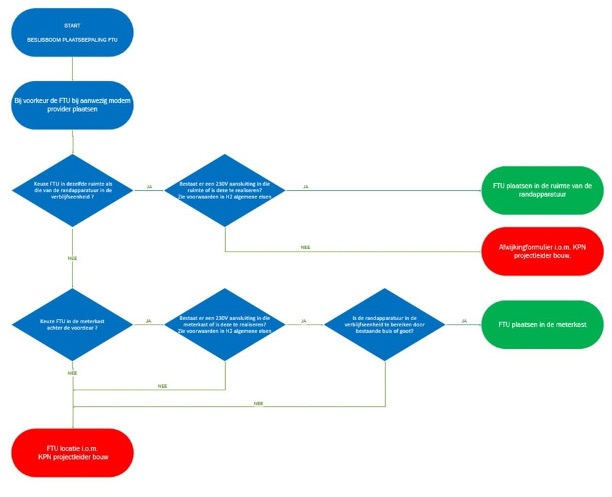 START
BESLISBOOM PLAATSBEPALING FTU
Bij voorkeur de FTU bij aanwezig modem
provider plaatsen
Keuze FTU in dezelfde ruimte als
die van de randapparatuur in de
verblijfseenheid ?
JA
Bestaat er een 230V aansluiting in die
ruimte of is deze te realiseren?
Zie voorwaarden in H2 algemene eisen
JA
FTU plaatsen in de ruimte van de
randapparatuur
NEE
Afwijkingformulier i.o.m. KPN
projectleider bouw.
NEE
Keuze FTU in de meterkast
achter de voordeur ?
JA
Bestaat er een 230V aansluiting in die
meterkast of is deze te realiseren?
Zie voorwaarden in H2 algemene eisen
JA
Is de randapparatuur in de
verblijfseenheid te bereiken door
bestaande buis of goot?
JA
FTU plaatsen in de meterkast
NEE
NEE
NEE
FTU locatie i.o.m.
KPN projectleider bouw